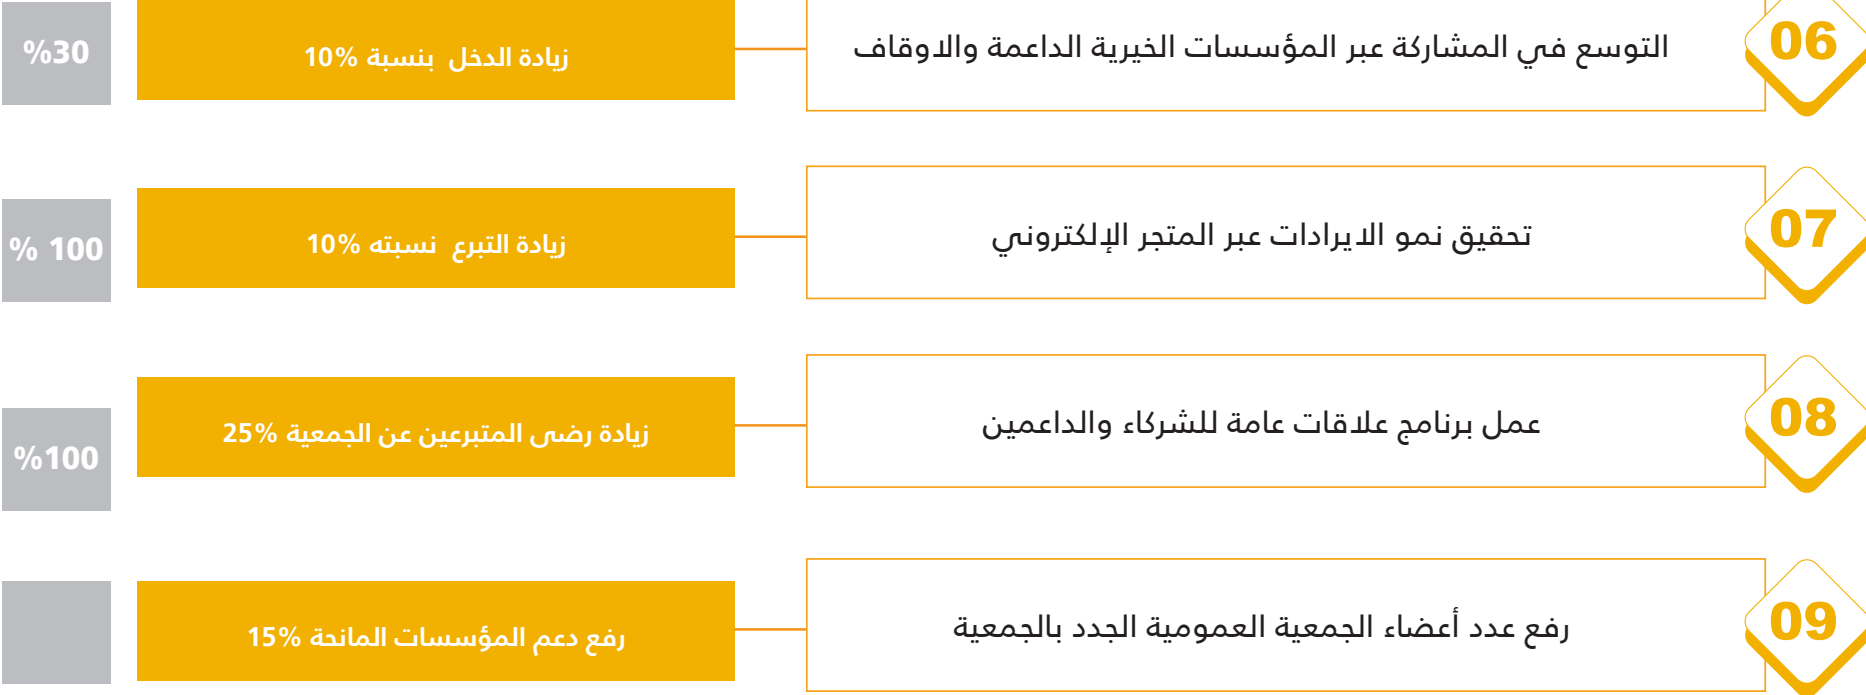 06
التوسع في المشاركة عبر المؤسسات الخيرية الداعمة والاوقاف
زيادة الدخل بنسبة 10%
%30
07
تحقيق نمو الايرادات عبر المتجر الإلكتروني
زيادة التبرع نسبته 10%
% 100
08
عمل برنامج علاقات عامة للشركاء والداعمين
زيادة رضى المتبرعين عن الجمعية 25%
%100
09
رفع عدد أعضاء الجمعية العمومية الجدد بالجمعية
رفع دعم المؤسسات المانحة 15%